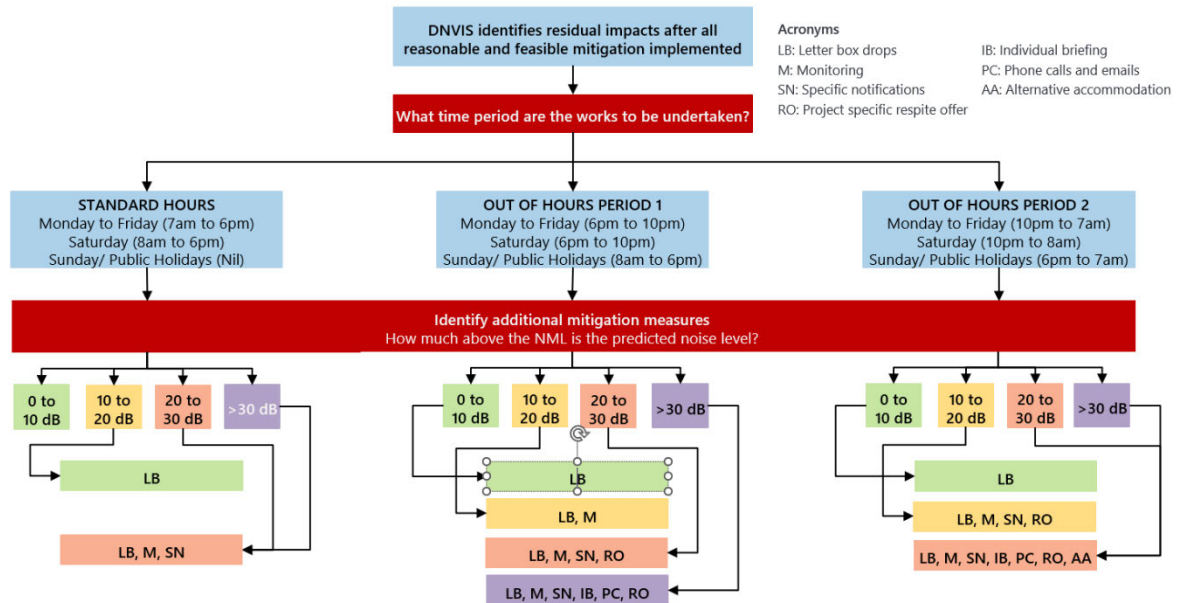 DNVIS identifies residual impacts after all
reasonable and feasible mitigation implemented
Acronyms
LB: Letter box drops
IB: Individual briefing
M: Monitoring
PC: Phone calls and emails
SN: Specific notifications
AA: Alternative accommodation
RO: Project specific respite offer
What time period are the works to be undertaken?
STANDARD HOURS
Monday to Friday (7am to 6pm)
Saturday (8am to 6pm)
Sunday/ Public Holidays (Nil)
OUT OF HOURS PERIOD 1
Monday to Friday (6pm to 10pm)
Saturday (6pm to 10pm)
Sunday/ Public Holidays (8am to 6pm)
OUT OF HOURS PERIOD 2
Monday to Friday (10pm to 7am)
Saturday (10pm to 8am)
Sunday/ Public Holidays (6pm to 7am)
Identify additional mitigation measures
How much above the NML is the predicted noise level?
0 to
10 dB
10 to
20 dB
20 to
30 dB
>30 dB
LB
LB, M, SN
0 to
10 dB
10 to
20 dB
20 to
30 dB
>30 dB
LB
LB, M
LB, M, SN, RO
LB, M, SN, IB, PC, RO
0 to
10 dB
10 to
20 dB
20 to
30 dB
>30 dB
LB
LB, M, SN, RO
LB, M, SN, IB, PC, RO, AA